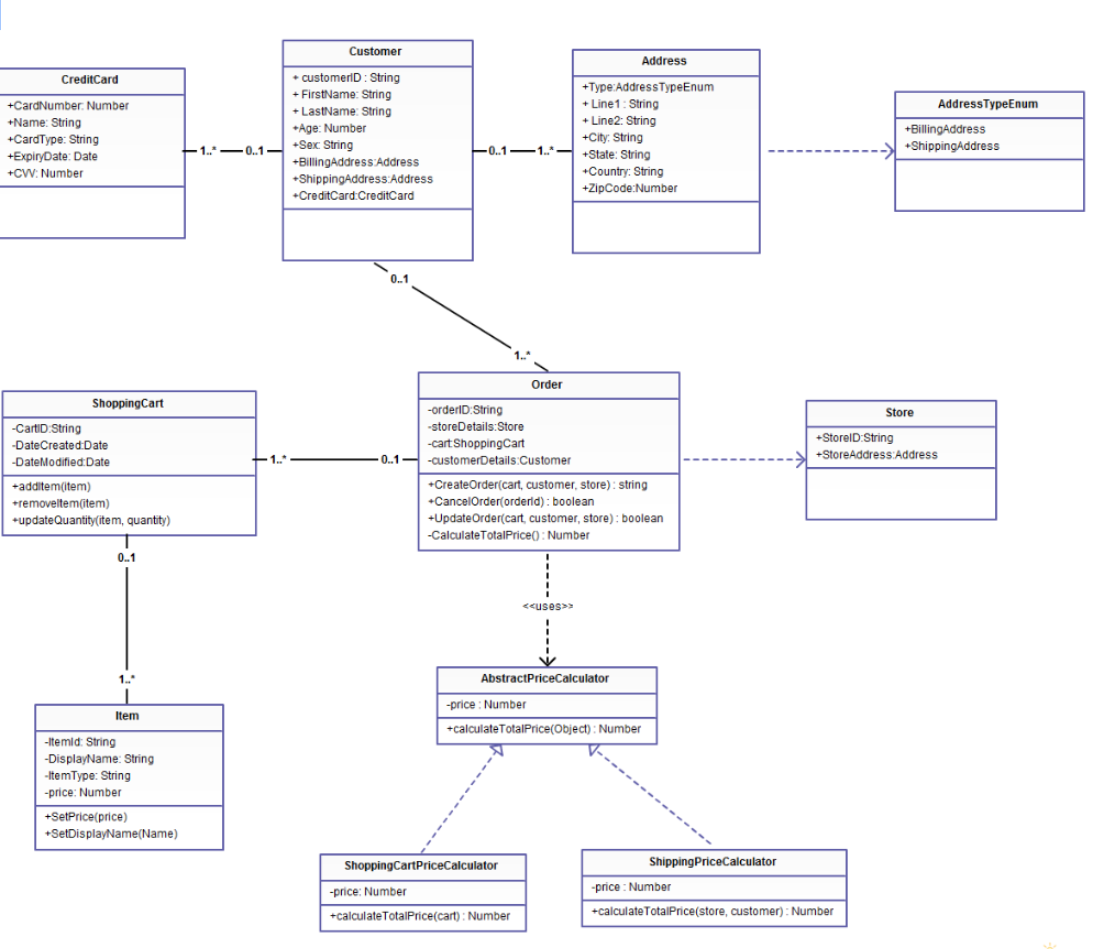 CreditCard
+CardNumber: Number
+Name: String
+CardType: String
+ExpiryDate: Date
+CVV: Number
1..*
0..1
Customer
+ customerID : String
+ FirstName: String
+ LastName: String
+Age: Number
+Sex: String
+BillingAddress:Address
+ShippingAddress:Address
+CreditCard:CreditCard
0..1
1..*
Address
+Type:AddressTypeEnum
+ Line1 : String
+ Line2: String
+City: String
+State: String
+Country: String
+ZipCode:Number
AddressTypeEnum
+BillingAddress
+ShippingAddress
0..1
1..*
ShoppingCart
-CartID:String
-DateCreated:Date
-DateModified:Date
+addItem(item)
+removeItem(item)
+updateQuantity(item, quantity)
1..*
0..1
Order
-orderID:String
-storeDetails:Store
-cart:ShoppingCart
-customerDetails:Customer
+CreateOrder(cart, customer, store) : string
+CancelOrder(orderId) : boolean
+UpdateOrder(cart, customer, store) : boolean
-CalculateTotalPrice() : Number
Store
+StoreID:String
+StoreAddress:Address
0..1
1..*
<<uses>>
Item
-ItemId: String
-DisplayName: String
-ItemType: String
-price: Number
+SetPrice(price)
+SetDisplayName(Name)
AbstractPriceCalculator
-price : Number
+calculateTotalPrice(Object) : Number
ShoppingCartPriceCalculator
-price: Number
+calculateTotalPrice(cart) : Number
ShippingPriceCalculator
-price : Number
+calculateTotalPrice(store, customer) : Number